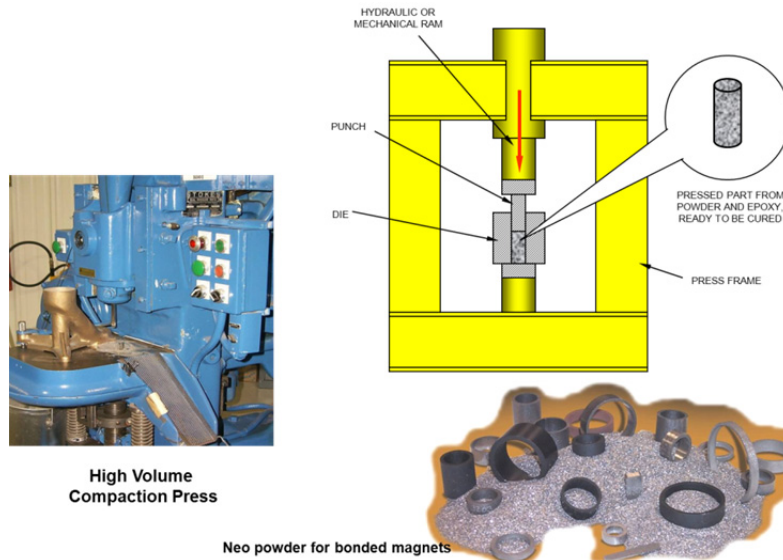 HYDRAULIC OR
MECHANICAL RAM
PUNCH
DIE
PRESSED PART FROM
POWDER AND EPOXY,
READY TO BE CURED
PRESS FRAME
STOKES
High Volume
Compaction Press
Neo powder for bonded magnets